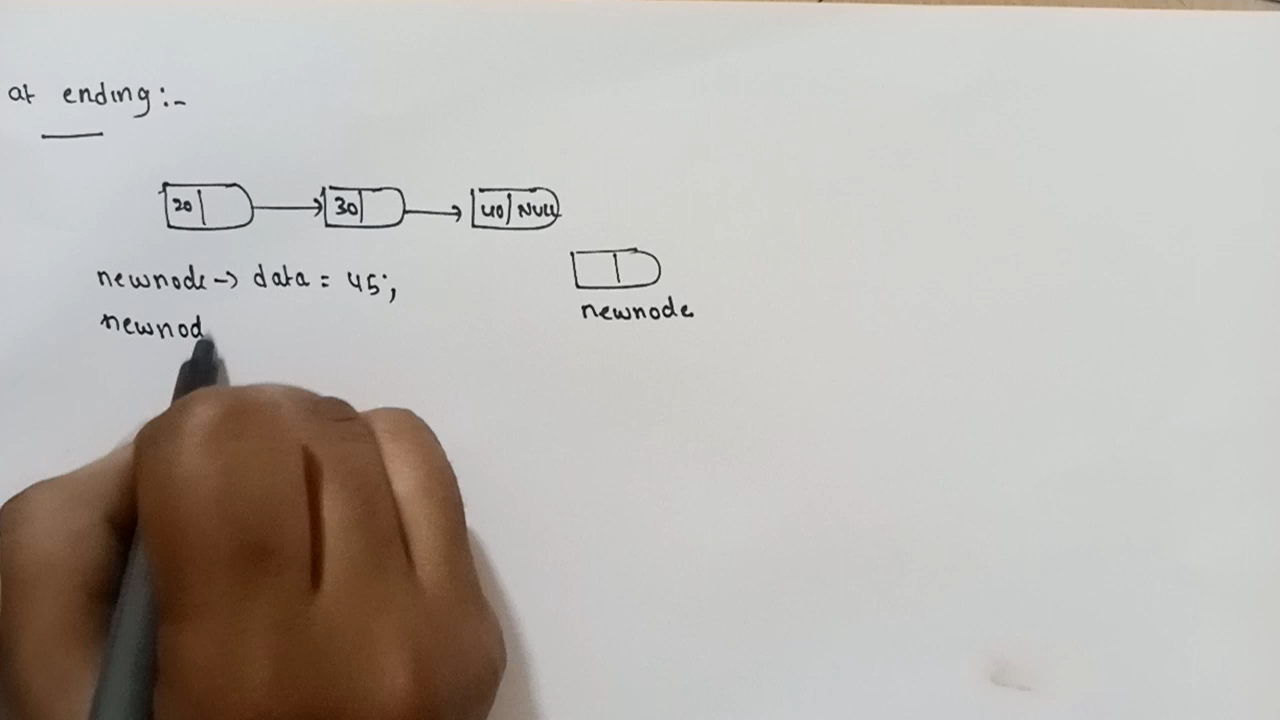 at ending:-
20 30 40 NULL
newnode -> data = 45;
newnode
newnod